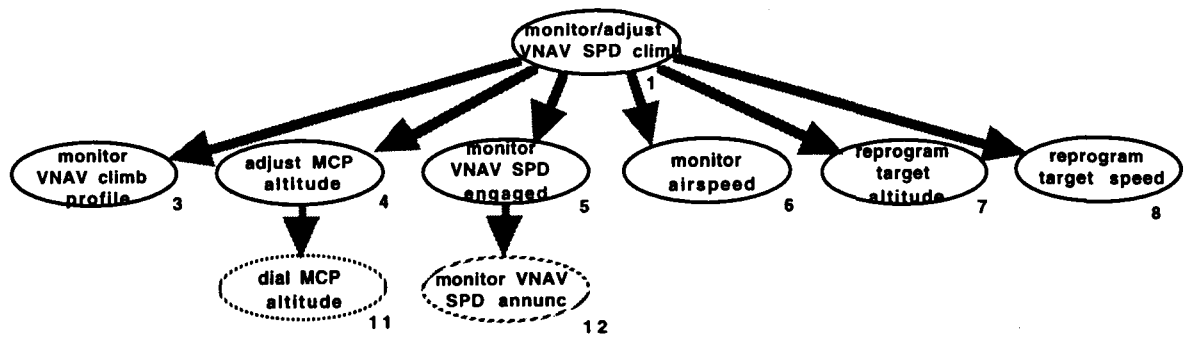 monitor/adjust
VNAV SPD climb
1
monitor
VNAV climb
profile
3
adjust MCP
altitude
4
monitor
VNAV SPD
engaged
5
monitor
airspeed
6
reprogram
target
altitude
7
reprogram
target speed
8
dial MCP
altitude
11
monitor VNAV
SPD annunc
12